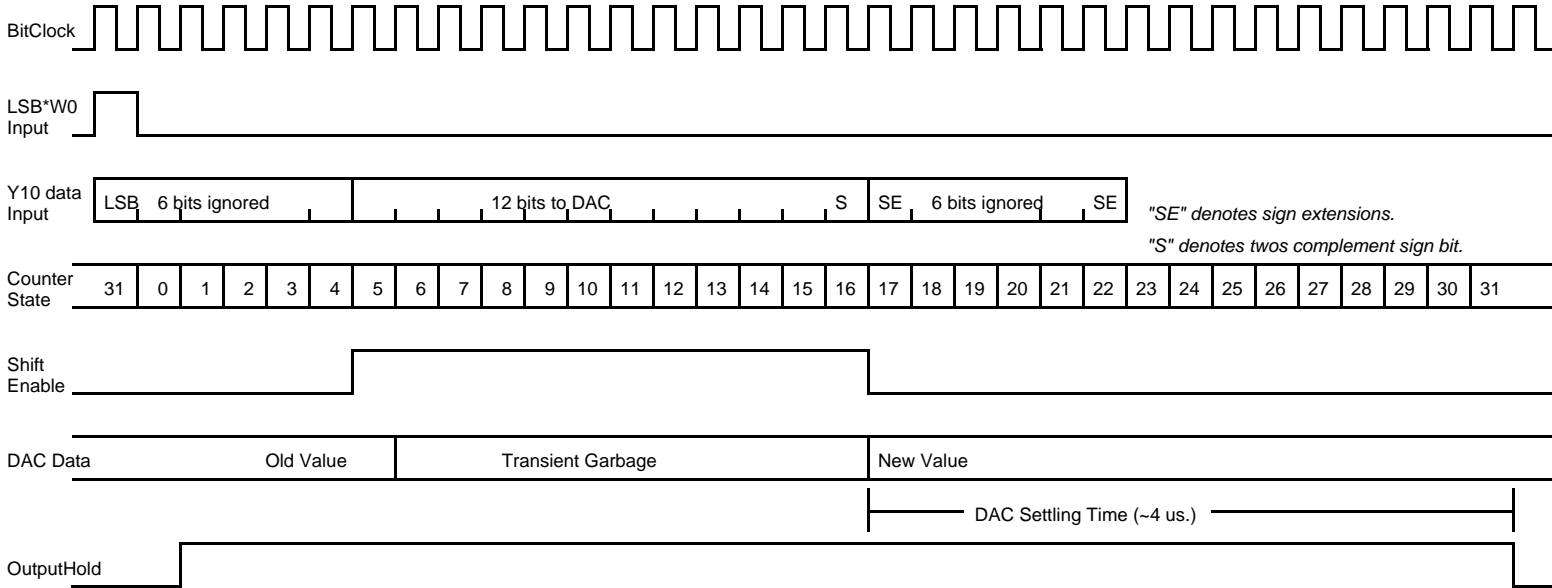 BitClock
LSB*W0
Input
Y10 data
Input
LSB 6 bits ignored 12 bits to DAC S SE 6 bits ignored SE
"SE" denotes sign extensions.
"S" denotes twos complement sign bit.
Counter
State
31 0 1 2 3 4 5 6 7 8 9 10 11 12 13 14 15 16 17 18 19 20 21 22 23 24 25 26 27 28 29 30 31
Shift
Enable
DAC Data Old Value Transient Garbage New Value
DAC Settling Time (~4 us.)
OutputHold